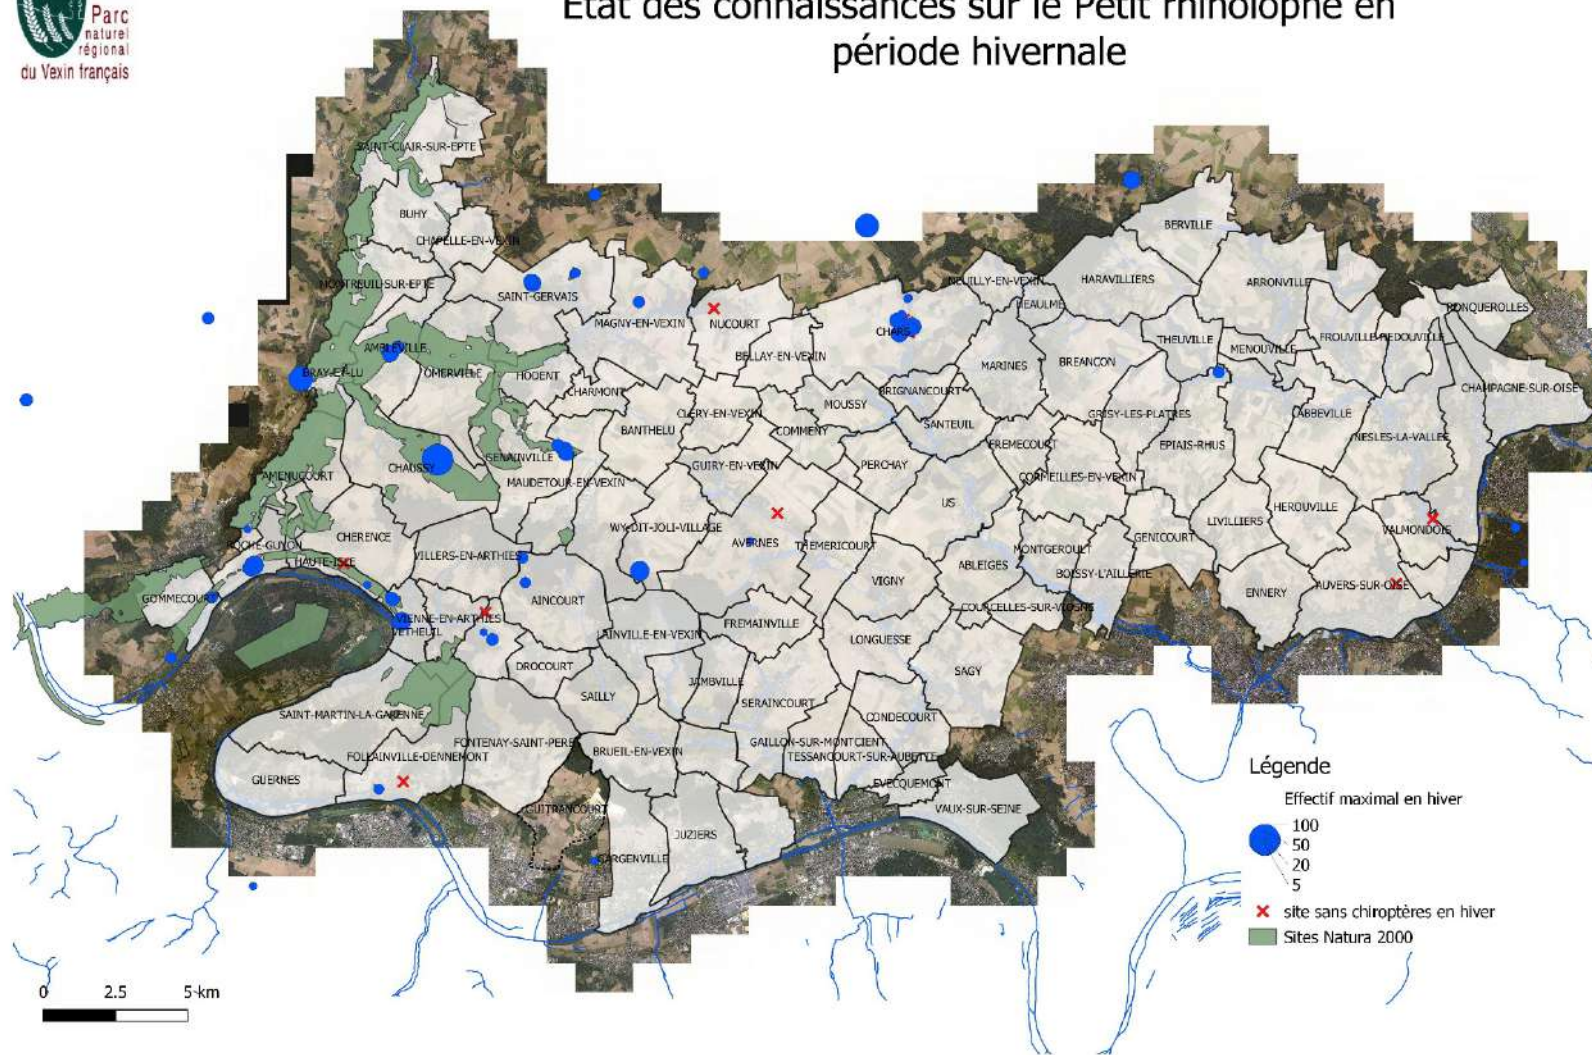 Parc
naturel
régional
du Vexin français
Etat des connaissances sur le Petit rhinolophe en
période hivernale
SAINT-CLAIR-SUR-EPTE
BUHY
CHAPELLE-EN-VEXIN
MONTREUIL-SUR-EPTE
SAINT-GERVAIS
MAGNY-EN-VEXIN
NUCOURT
CHARS
NEUILLY-EN-VEXIN
HEAULME
HARAVILLIERS
BERVILLE
ARRONVILLE
RONQUEROLLES
AMBLEVILLE
BRAY-ET-LU
OMERVILLE
HODENT
CHARMONT
BELLAY-EN-VEXIN
MARINES
BREANCON
THEUVILLE
MENOUVILLE
FROUVILLE
HEDOUVILLE
CHAMPAGNE-SUR-OISE
BANTHELU
CLERY-EN-VEXIN
COMMENY
MOUSSY
BRIGNANCOURT
SANTEUIL
GRISY-LES-PLATRES
LABBEVILLE
NESLES-LA-VALLEE
CHAUSSY
GENAINVILLE
MAUDETOUR-EN-VEXIN
GUIRY-EN-VEXIN
PERCHAY
FREMECOURT
CORMEILLES-EN-VEXIN
EPIAIS-RHUS
AMENUCOURT
CHERENCE
WY-DIT-JOLI-VILLAGE
AVERNES
THEMERICOURT
US
LIVILLIERS
HEROUVILLE
VALMONDOIS
ROCHE-GUYON
HAUTE-ISLE
VILLERS-EN-ARTHIES
MONTGEROULT
GENICOURT
GOMMECOURT
AINCOURT
VIGNY
ABLEIGES
BOISSY-L'AILLERIE
ENNERY
AUVERS-SUR-OISE
VIENNE-EN-ARTHIES
VETHEUIL
LAINVILLE-EN-VEXIN
FREMAINVILLE
LONGUESSE
COURCELLES-SUR-VIOSNE
DROCOURT
SAILLY
JAMBVILLE
SERAINCOURT
SAGY
SAINT-MARTIN-LA-GARENNE
CONDECOURT
FOLLAINVILLE-DENNEMONT
FONTENAY-SAINT-PERE
BRUEIL-EN-VEXIN
GAILLON-SUR-MONTCIENT
TESSANCOURT-SUR-AUBETTE
GUERNES
EVECQUEMONT
VAUX-SUR-SEINE
GUITRANCOURT
JUZIERS
GARGENVILLE
Légende
Effectif maximal en hiver
100
50
20
5
site sans chiroptères en hiver
Sites Natura 2000
0 2.5 5 km